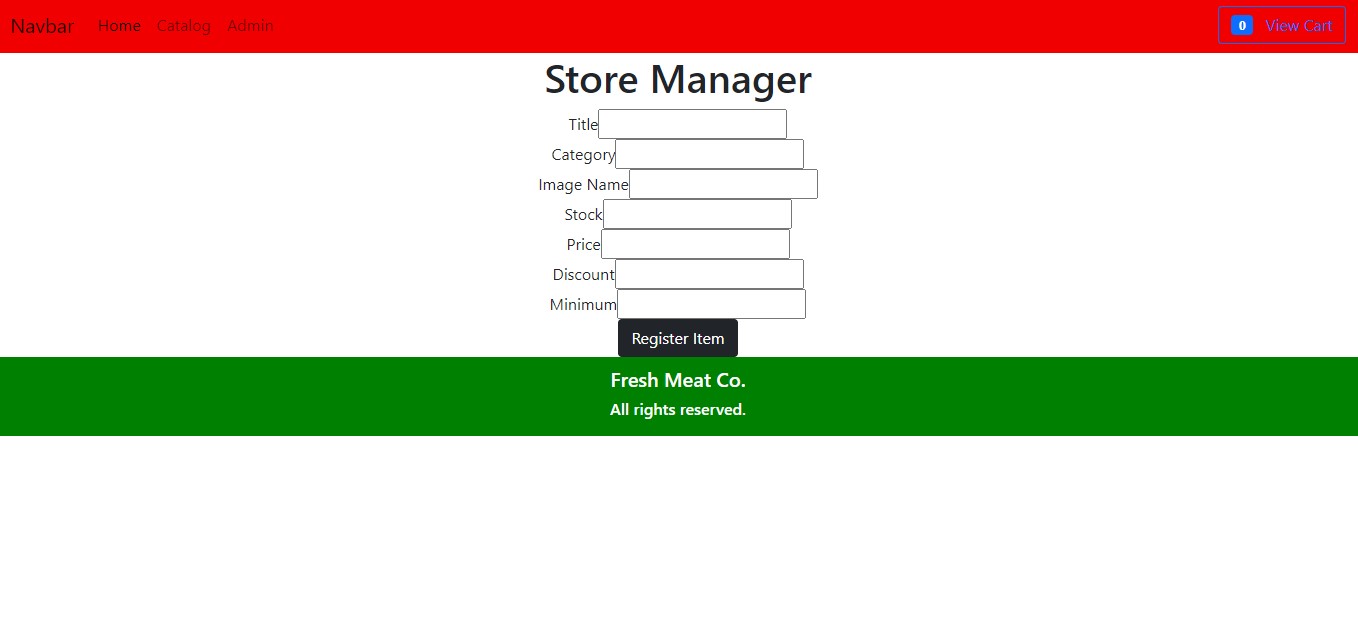 Navbar Home Catalog Admin 0 View Cart
Store Manager
Title
Category
Image Name
Stock
Price
Discount
Minimum
Register Item
Fresh Meat Co.
All rights reserved.